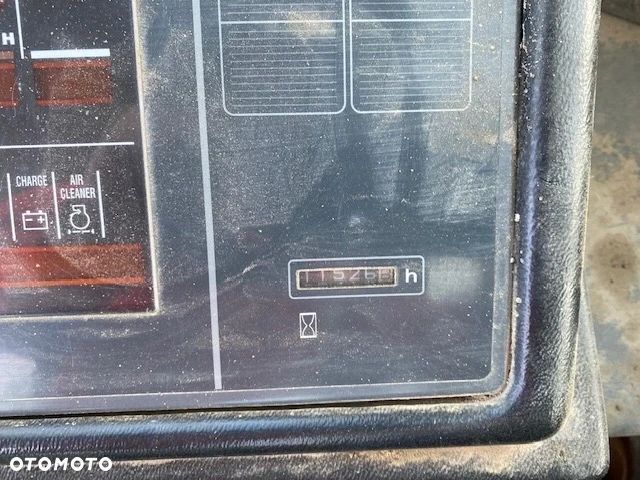 H
CHARGE
AIR
CLEANER
h
OTOMOTO